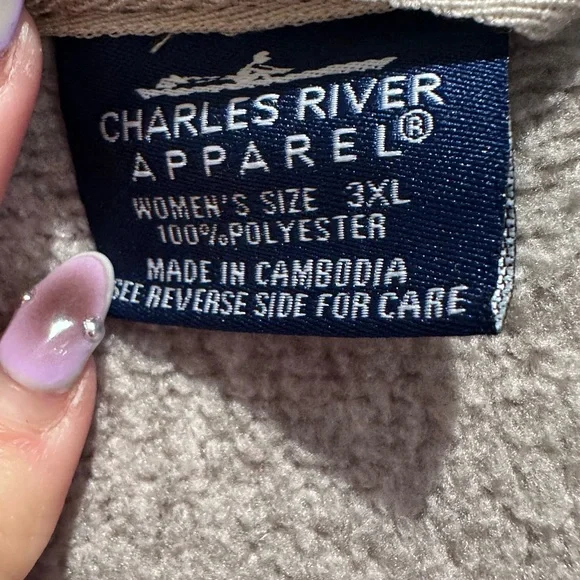 CHARLES RIVER
APPAREL®
WOMEN'S SIZE 3XL
100%POLYESTER
MADE IN CAMBODIA
SEE REVERSE SIDE FOR CARE